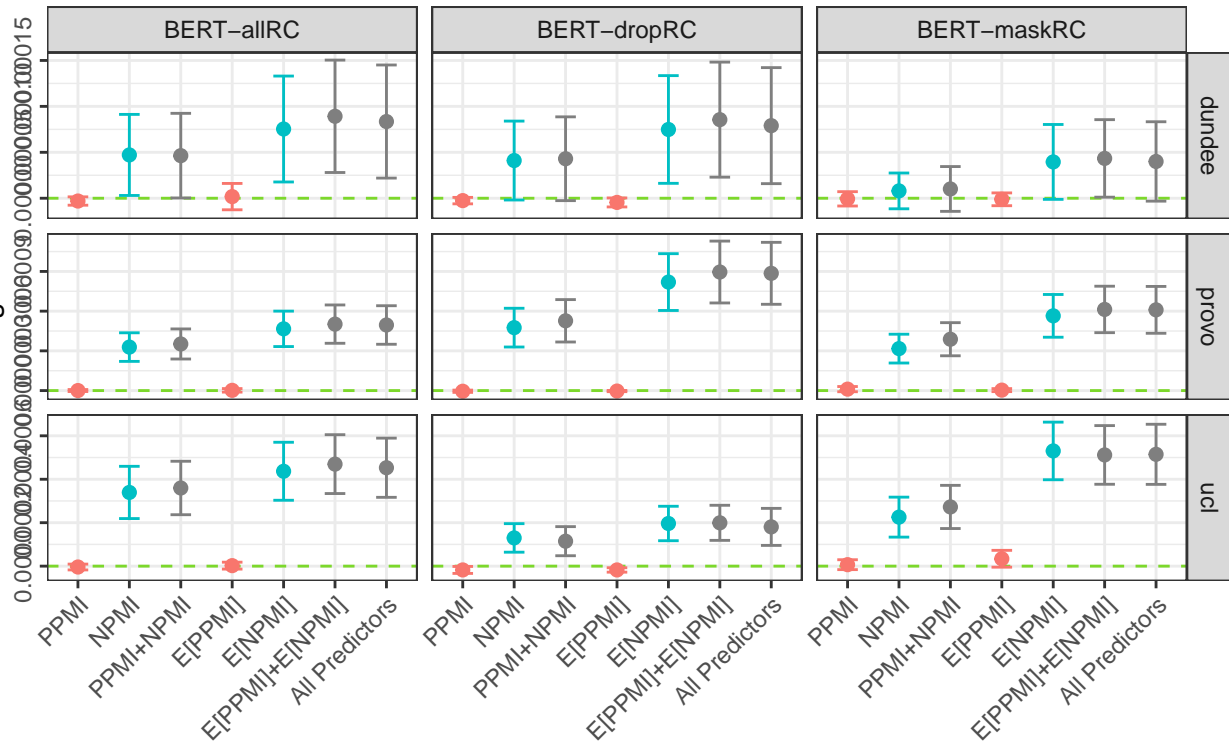 BERT−allRC
BERT−dropRC
BERT−maskRC
dundee
provo
ucl
PPMI
NPMI
PPMI+NPMI
E[PPMI]
E[NPMI]
E[PPMI]+E[NPMI]
All Predictors
PPMI
NPMI
PPMI+NPMI
E[PPMI]
E[NPMI]
E[PPMI]+E[NPMI]
All Predictors
PPMI
NPMI
PPMI+NPMI
E[PPMI]
E[NPMI]
E[PPMI]+E[NPMI]
All Predictors